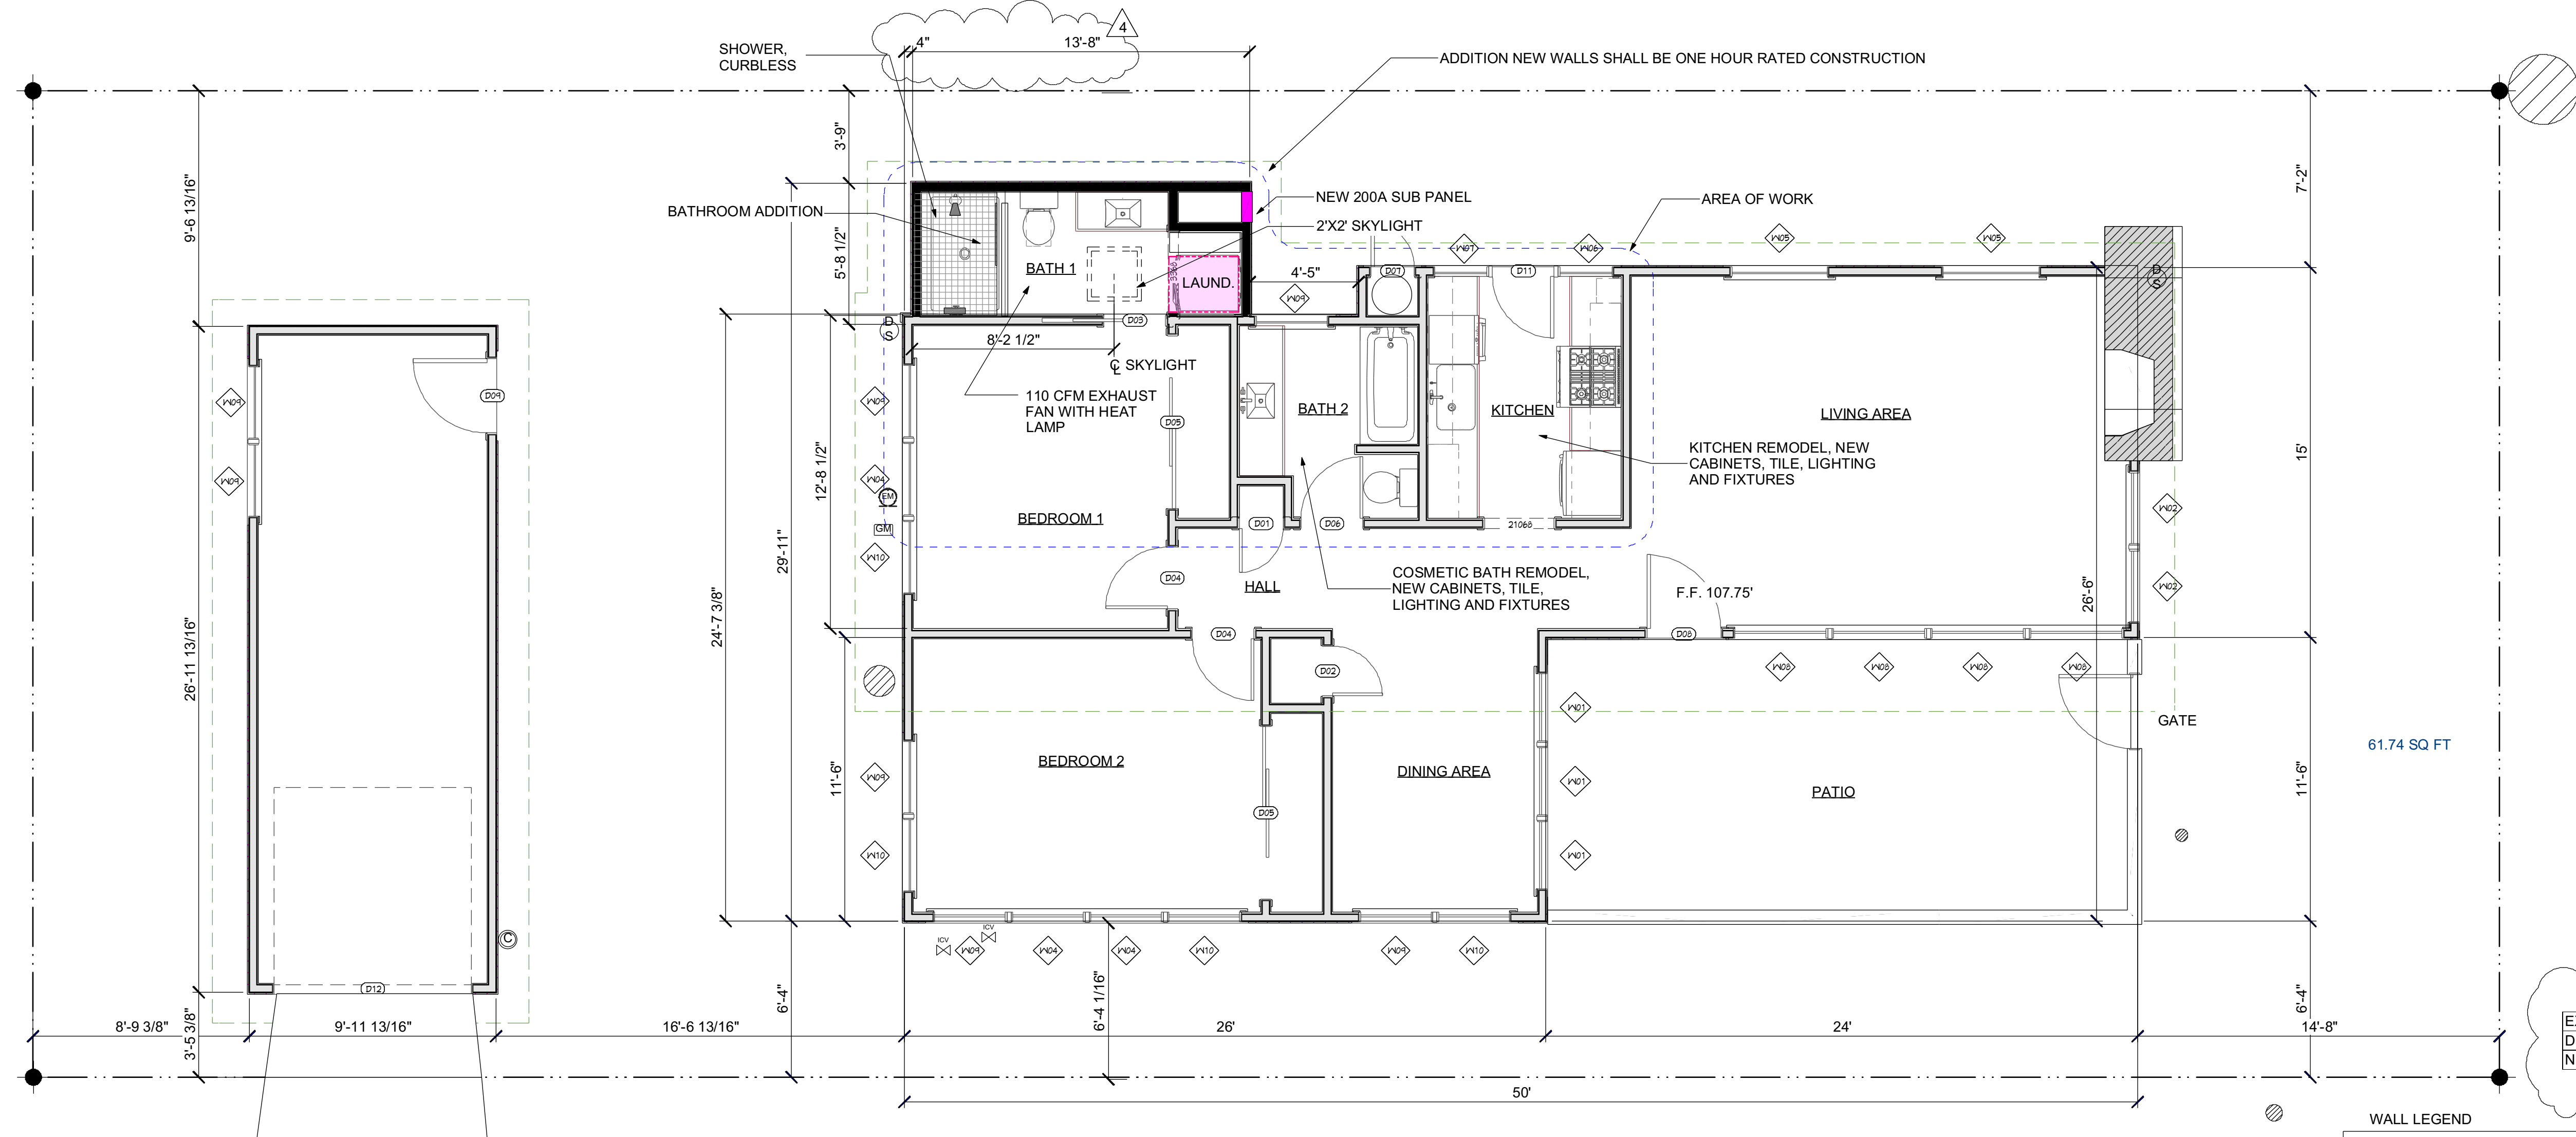 4
4"
13'-8"
SHOWER,
CURBLESS
ADDITION NEW WALLS SHALL BE ONE HOUR RATED CONSTRUCTION
3'-9"
9'-6 13/16"
7'-2"
NEW 200A SUB PANEL
AREA OF WORK
BATHROOM ADDITION
2'X2' SKYLIGHT
5'-8 1/2"
BATH 1
LAUND.
4'-5"
W09
W07
W06
W05
W05
D07
D11
D
S
D
S
D03
8'-2 1/2"
CL SKYLIGHT
110 CFM EXHAUST
FAN WITH HEAT
LAMP
D09
W09
W09
W09
W04
EM
GM
W10
D05
BATH 2
KITCHEN
LIVING AREA
KITCHEN REMODEL, NEW
CABINETS, TILE, LIGHTING
AND FIXTURES
15'
12'-8 1/2"
BEDROOM 1
D01
D06
21068
W02
W02
29'-11"
24'-7 3/8"
26'-11 13/16"
D04
HALL
COSMETIC BATH REMODEL,
NEW CABINETS, TILE,
LIGHTING AND FIXTURES
F.F. 107.75'
26'-6"
D04
D08
D02
W08
W08
W08
W08
W01
GATE
61.74 SQ FT
BEDROOM 2
DINING AREA
PATIO
W09
W01
11'-6"
11'-6"
D05
W10
W01
C
ICV
ICV
W09
W04
W04
W10
W09
W10
D12
6'-4"
6'-4 1/16"
6'-4"
8'-9 3/8"
3'-5 3/8"
9'-11 13/16"
16'-6 13/16"
26'
24'
14'-8"
50'
D
N
WALL LEGEND